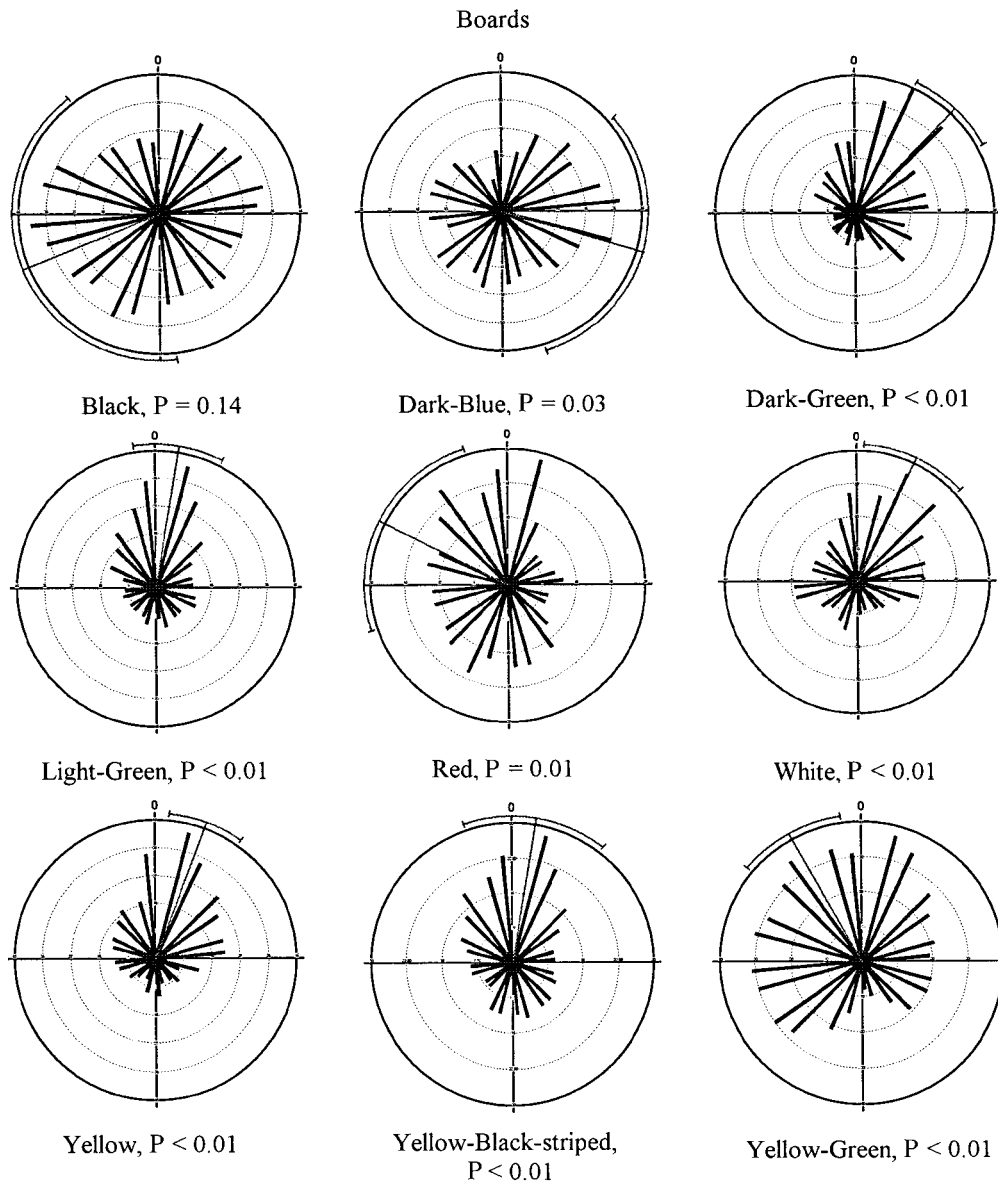 Boards
0
0
0
Black, P = 0.14
Dark-Blue, P = 0.03
Dark-Green, P < 0.01
0
0
0
Light-Green, P < 0.01
Red, P = 0.01
White, P < 0.01
0
0
0
Yellow, P < 0.01
Yellow-Black-striped,
P < 0.01
Yellow-Green, P < 0.01